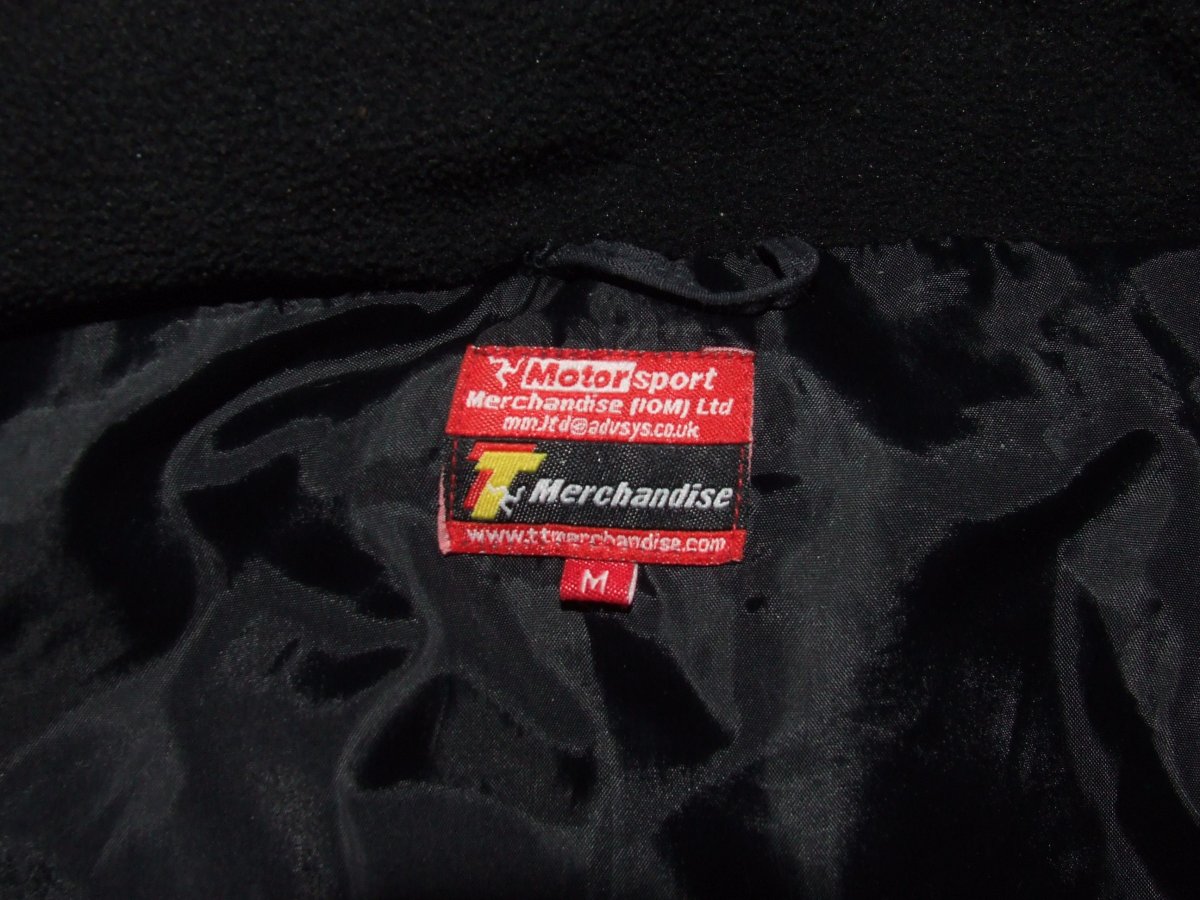 Motorsport
Merchandise (IOM) Ltd
mm.ltd@advsys.co.uk
TT Merchandise
www.ttmerchandise.com
M